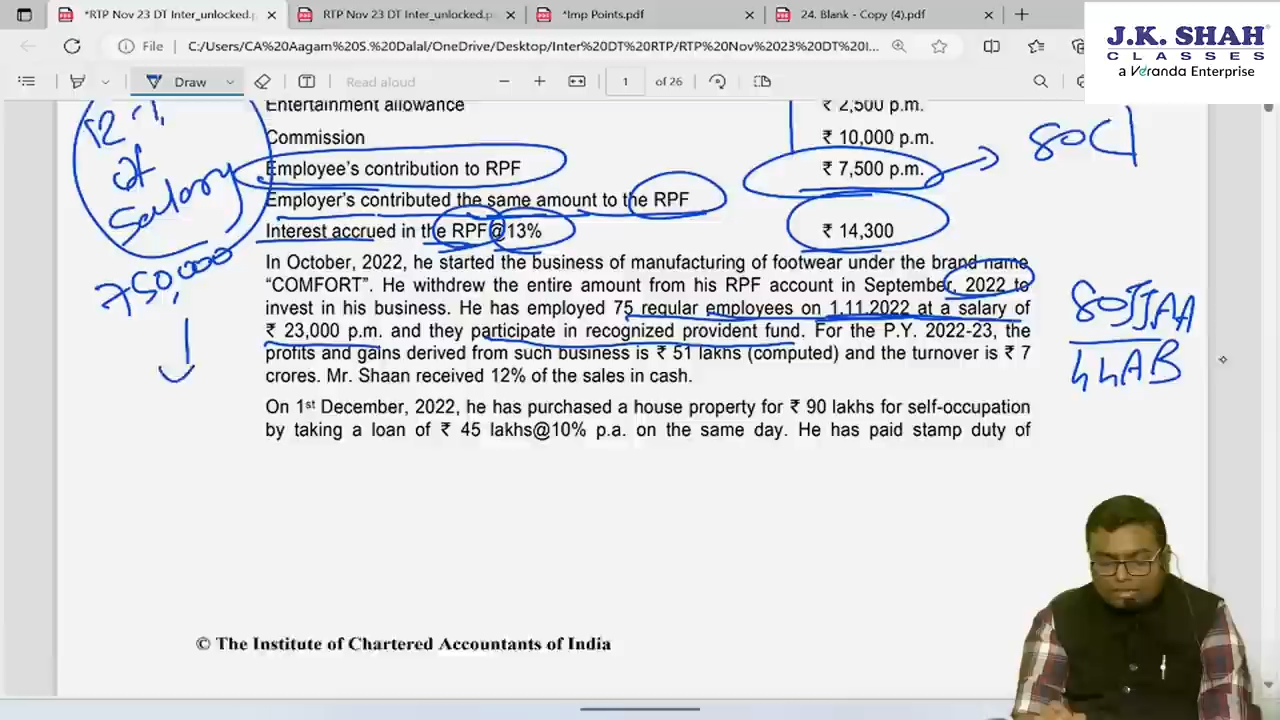 *RTP Nov 23 DT Inter_unlocked.p
RTP Nov 23 DT Inter_unlocked.p
*Imp Points.pdf
24. Blank - Copy (4).pdf
J.K. SHAH
CLASSES
a Veranda Enterprise
File
C:/Users/CA%20Aagam%20S.%20Dalal/OneDrive/Desktop/Inter%20DT%20RTP/RTP%20Nov%2023%20DT%20I...
Draw
Read aloud
1 of 26
Entertainment allowance ₹ 2,500 p.m.
Commission ₹ 10,000 p.m.
Employee's contribution to RPF ₹ 7,500 p.m.
80C
Employer's contributed the same amount to the RPF
Interest accrued in the RPF@13% ₹ 14,300
12 %
of
Salary
750,000
In October, 2022, he started the business of manufacturing of footwear under the brand name
"COMFORT". He withdrew the entire amount from his RPF account in September, 2022 to
invest in his business. He has employed 75 regular employees on 1.11.2022 at a salary of
₹ 23,000 p.m. and they participate in recognized provident fund. For the P.Y. 2022-23, the
profits and gains derived from such business is ₹ 51 lakhs (computed) and the turnover is ₹ 7
crores. Mr. Shaan received 12% of the sales in cash.
80JJAA
44AB
On 1st December, 2022, he has purchased a house property for ₹ 90 lakhs for self-occupation
by taking a loan of ₹ 45 lakhs@10% p.a. on the same day. He has paid stamp duty of
© The Institute of Chartered Accountants of India